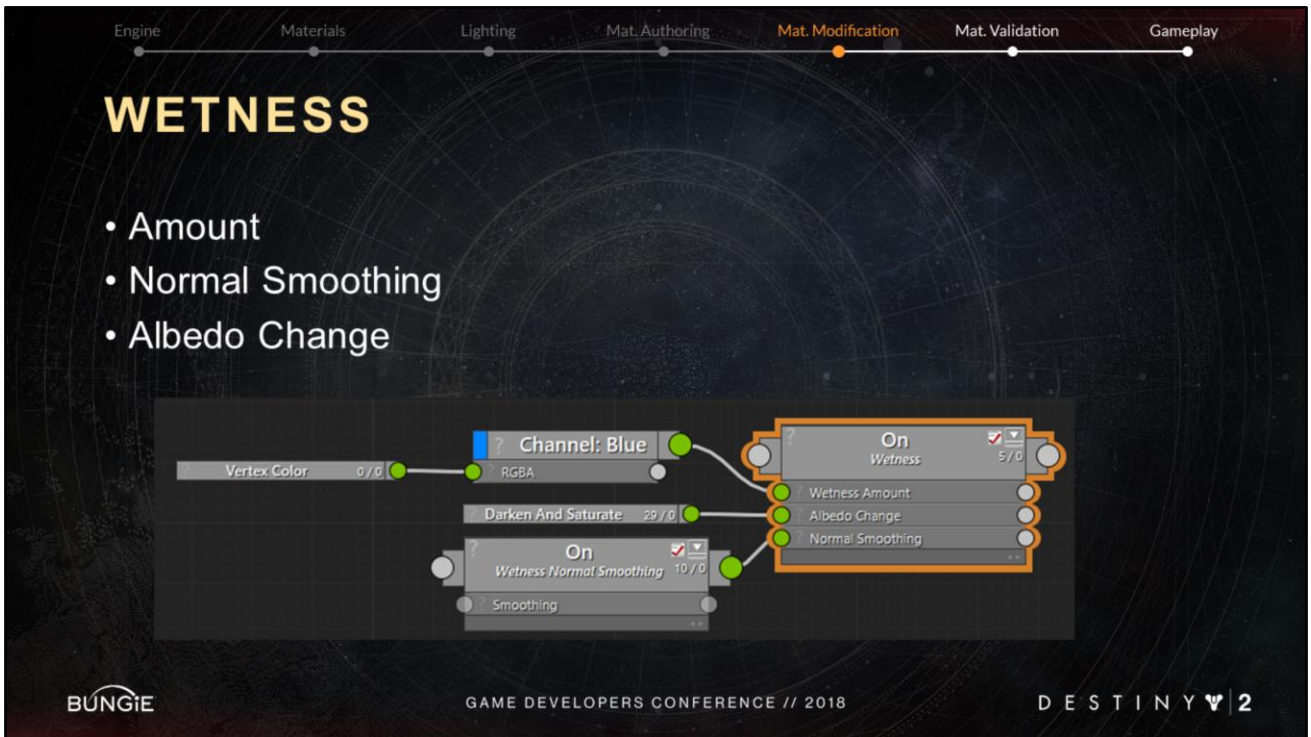 Engine Materials Lighting Mat. Authoring Mat. Modification Mat. Validation Gameplay
WETNESS
• Amount
• Normal Smoothing
• Albedo Change
? Vertex Color 0 / 0
? Channel: Blue
? RGBA
? Darken And Saturate 29 / 0
? On
Wetness Normal Smoothing 10 / 0
? Smoothing
? On
Wetness 5 / 0
? Wetness Amount
? Albedo Change
? Normal Smoothing
BUNGiE GAME DEVELOPERS CONFERENCE // 2018 DESTINY 2